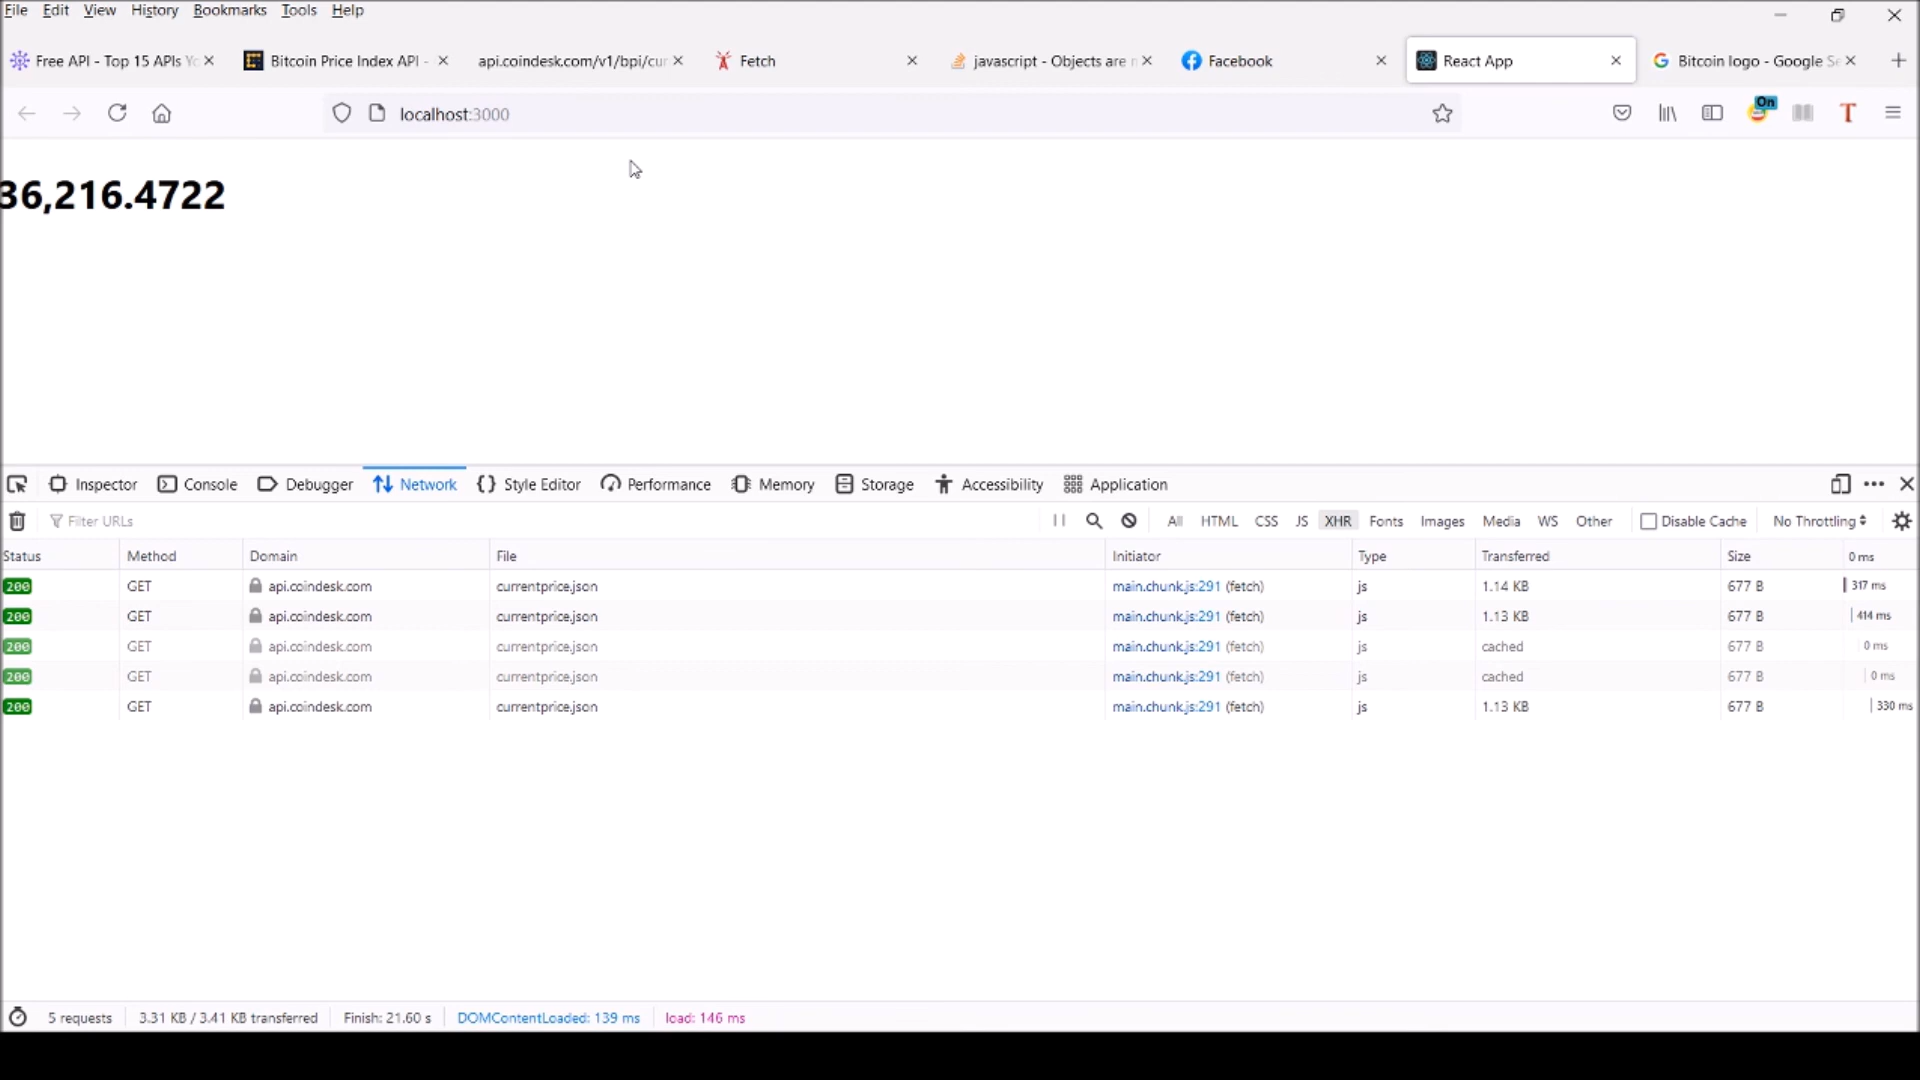 File Edit View History Bookmarks Tools Help
Free API - Top 15 APIs Yo Bitcoin Price Index API - api.coindesk.com/v1/bpi/cur Fetch javascript - Objects are n Facebook React App Bitcoin logo - Google Se
localhost:3000 On T
36,216.4722
Inspector Console Debugger Network Style Editor Performance Memory Storage Accessibility Application
Filter URLs All HTML CSS JS XHR Fonts Images Media WS Other Disable Cache No Throttling
Status Method Domain File Initiator Type Transferred Size 0 ms
200 GET api.coindesk.com currentprice.json main.chunk.js:291 (fetch) js 1.14 KB 677 B 317 ms
200 GET api.coindesk.com currentprice.json main.chunk.js:291 (fetch) js 1.13 KB 677 B 414 ms
200 GET api.coindesk.com currentprice.json main.chunk.js:291 (fetch) js cached 677 B 0 ms
200 GET api.coindesk.com currentprice.json main.chunk.js:291 (fetch) js cached 677 B 0 ms
200 GET api.coindesk.com currentprice.json main.chunk.js:291 (fetch) js 1.13 KB 677 B 330 ms
5 requests 3.31 KB / 3.41 KB transferred Finish: 21.60 s DOMContentLoaded: 139 ms load: 146 ms